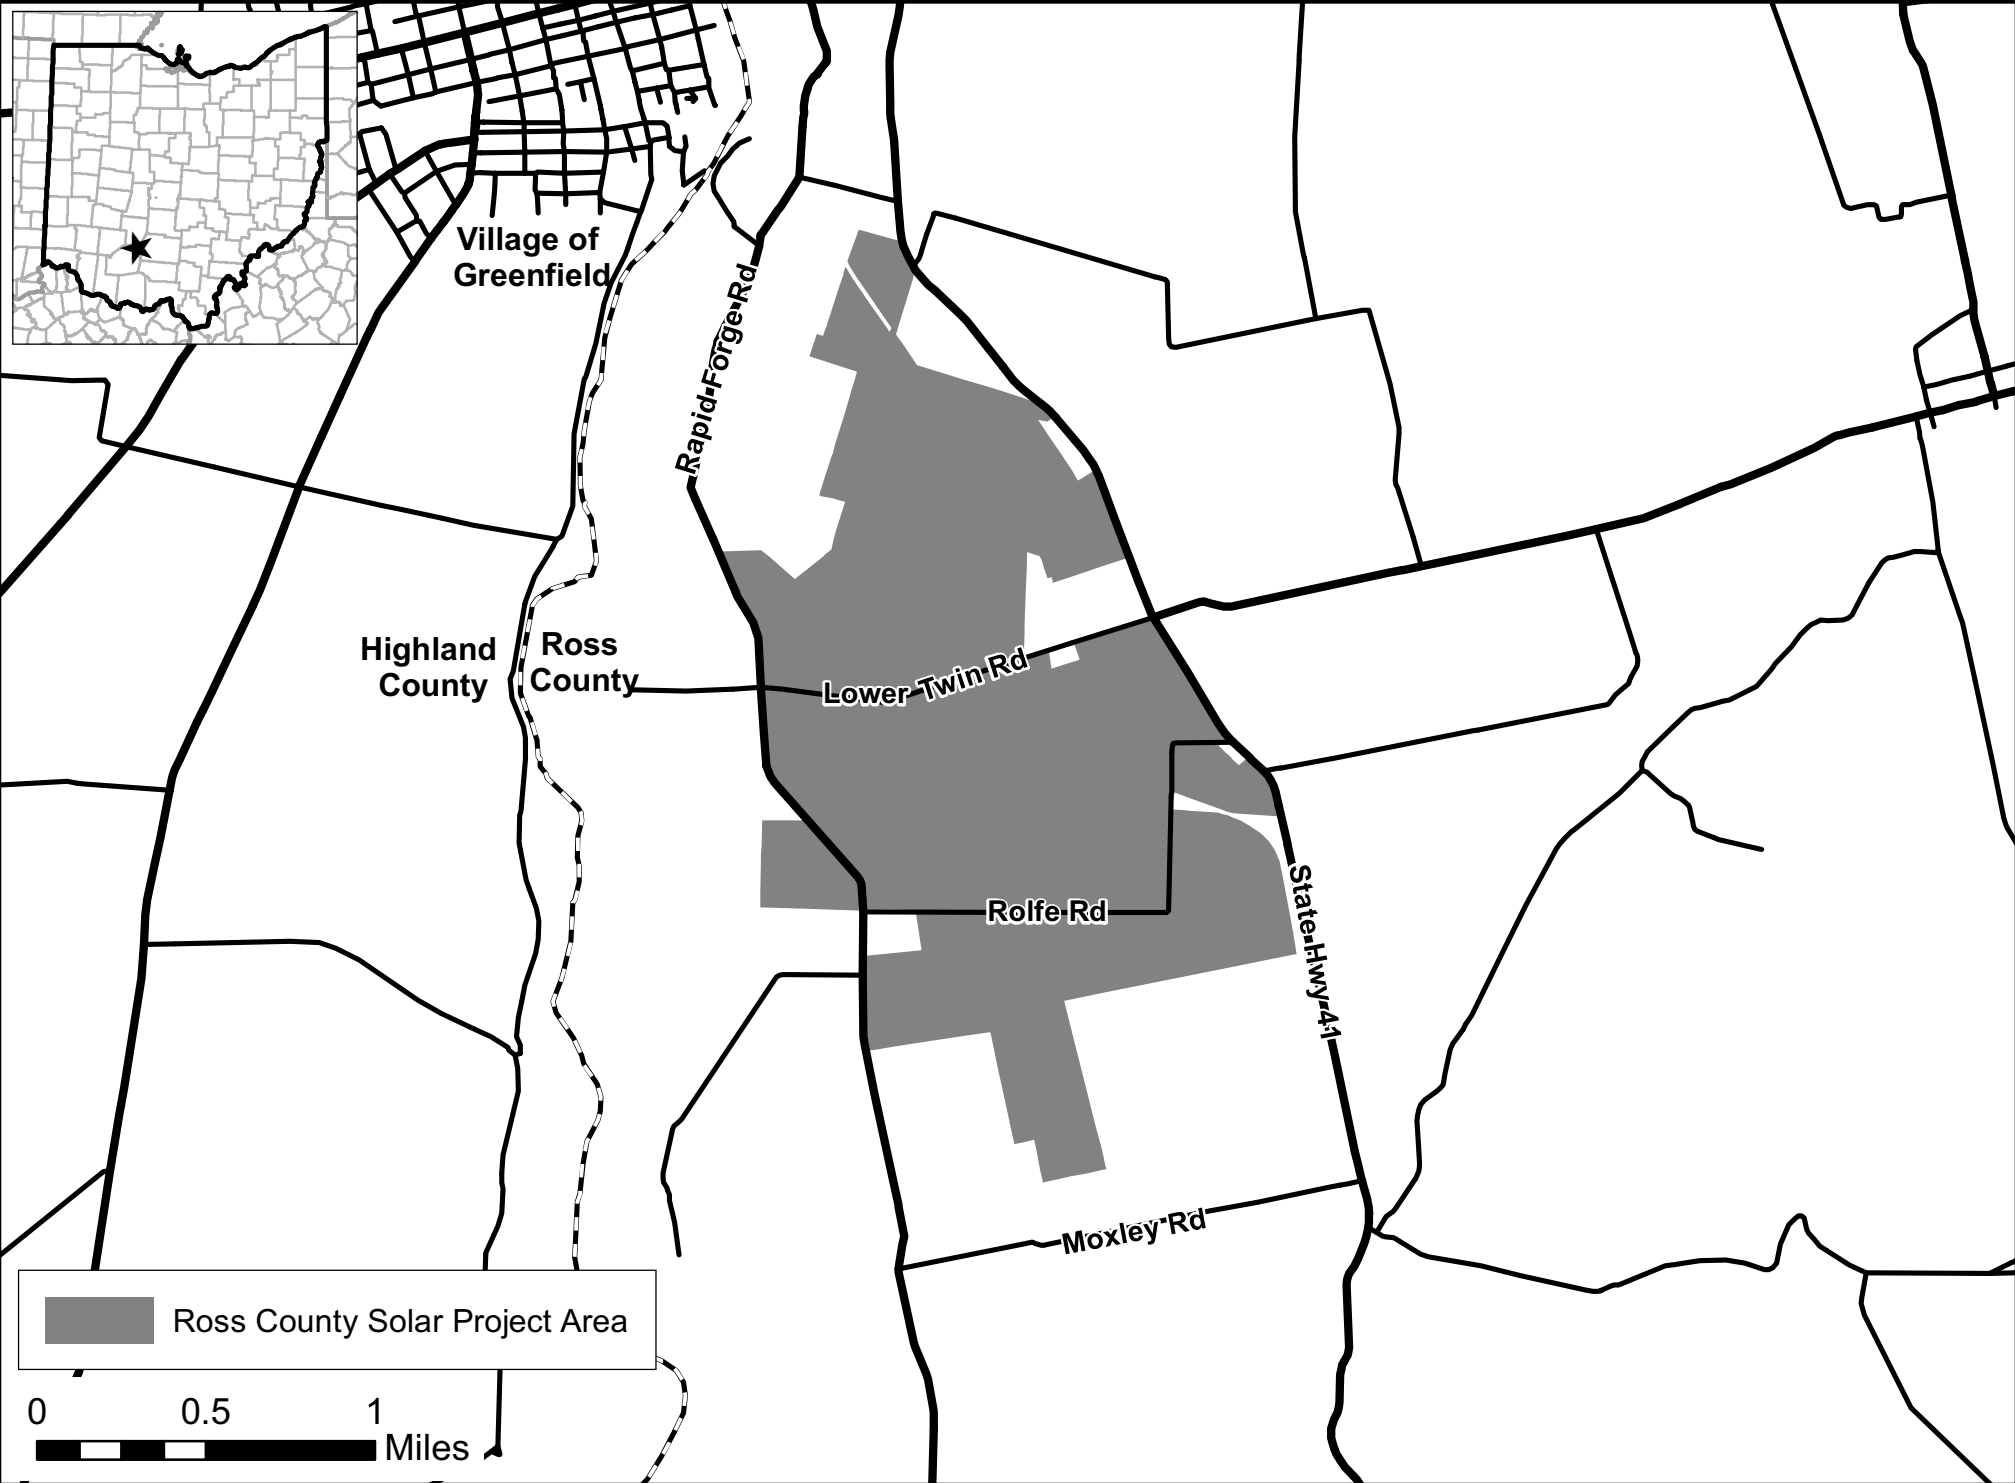 Village of
Greenfield
Rapid Forge Rd
Highland
County
Ross
County
Lower Twin Rd
Rolfe Rd
State Hwy 41
Moxley Rd
Ross County Solar Project Area
0 0.5 1
Miles